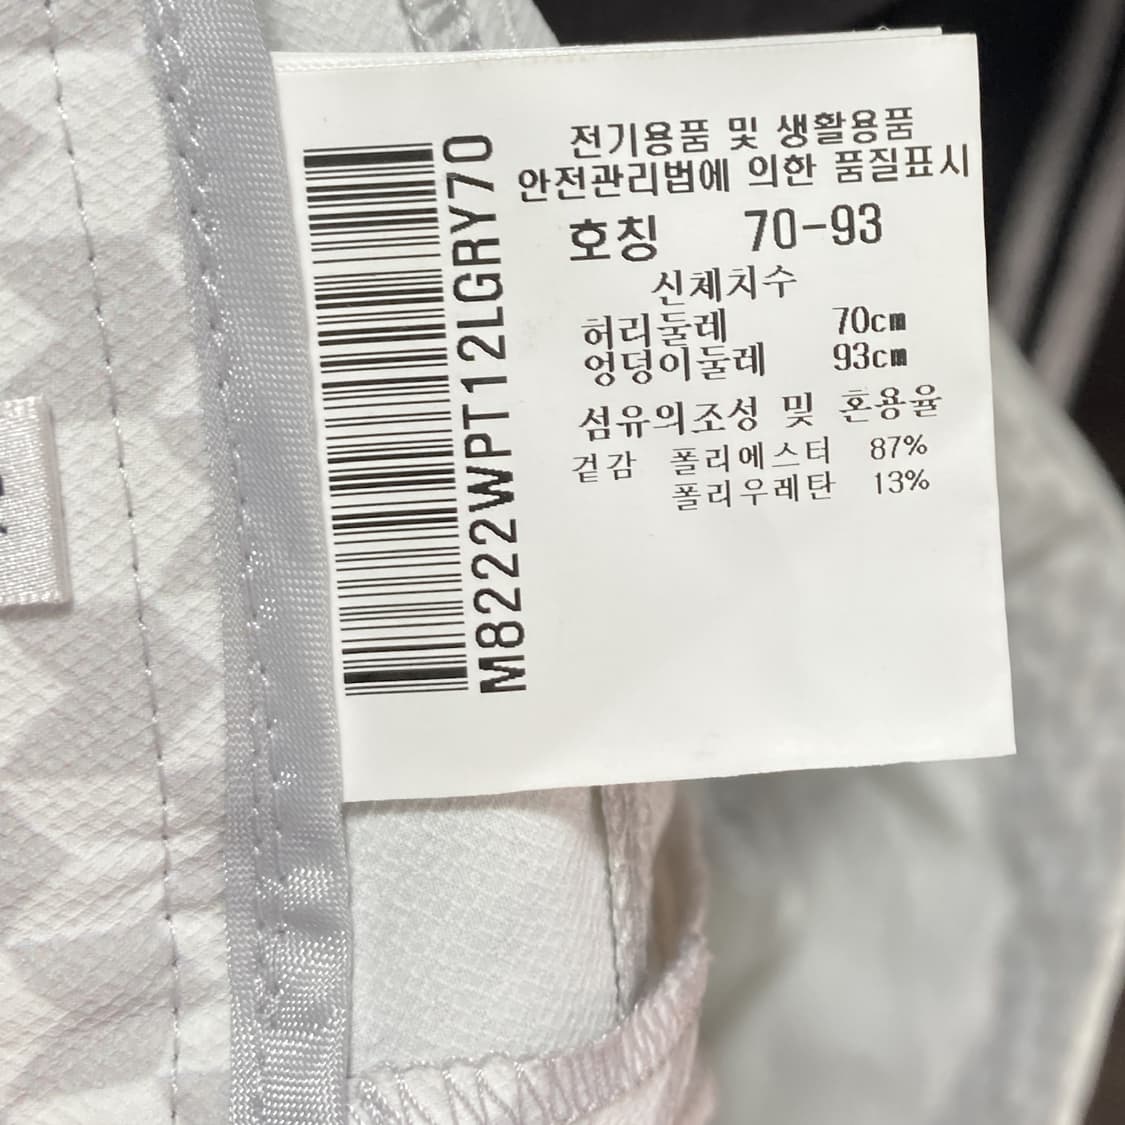 전기용품 및 생활용품
안전관리법에 의한 품질표시
호칭 70-93
신체치수
허리둘레 70cm
엉덩이둘레 93cm
섬유의조성 및 혼용율
겉감 폴리에스터 87%
폴리우레탄 13%
M8222WPT12LGRY70